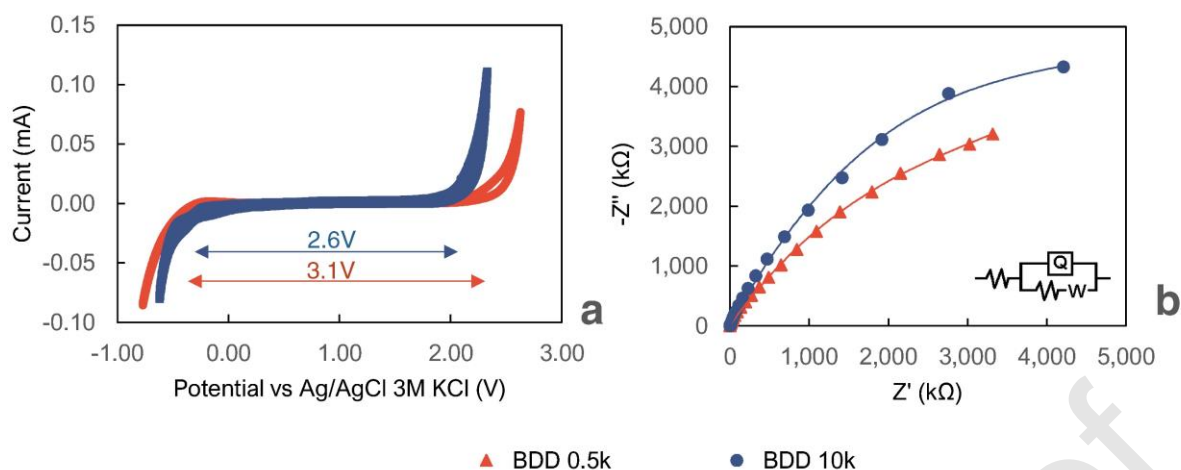 0.15
0.10
0.05
0.00
-0.05
-0.10
Current (mA)
2.6V
3.1V
a
-1.00 0.00 1.00 2.00 3.00
Potential vs Ag/AgCl 3M KCl (V)
5,000
4,000
3,000
2,000
1,000
0
-Z'' (kΩ)
Q
W
b
0 1,000 2,000 3,000 4,000 5,000
Z' (kΩ)
BDD 0.5k BDD 10k